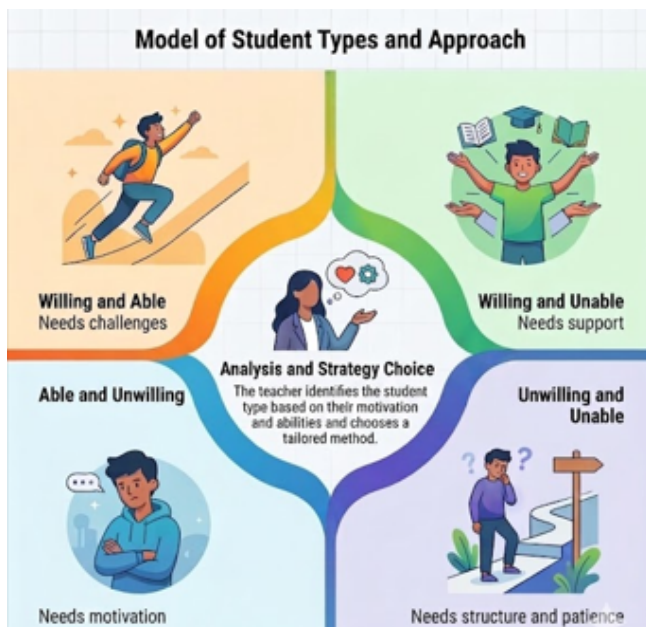 Model of Student Types and Approach
Willing and Able
Needs challenges
Willing and Unable
Needs support
Analysis and Strategy Choice
The teacher identifies the student
type based on their motivation
and abilities and chooses a
tailored method.
Able and Unwilling
Needs motivation
Unwilling and
Unable
? ?
Needs structure and patience